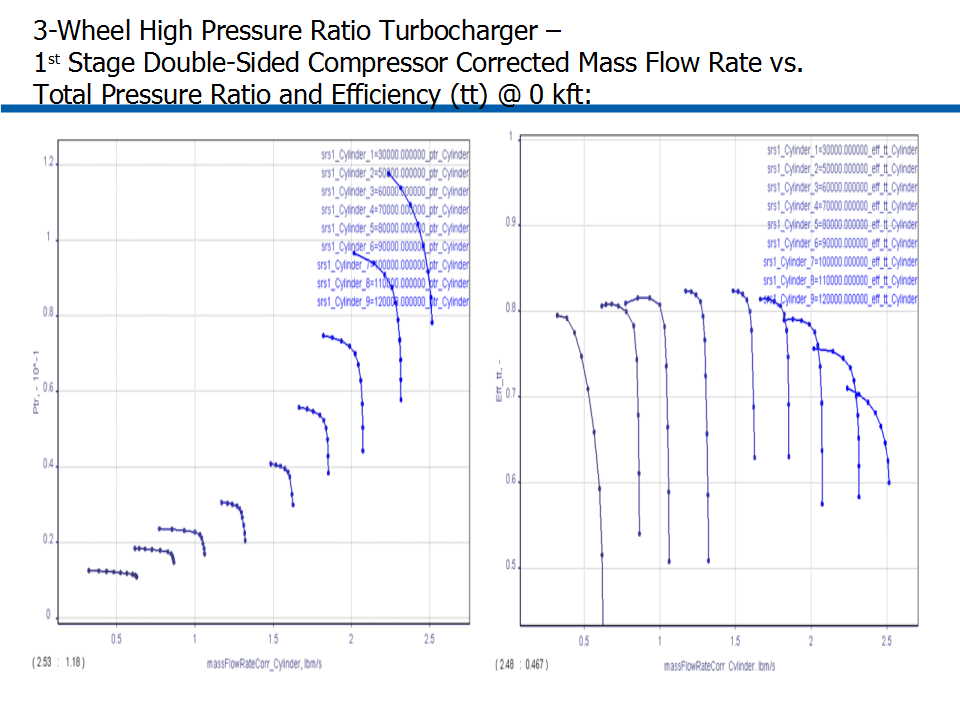 3-Wheel High Pressure Ratio Turbocharger –
1st Stage Double-Sided Compressor Corrected Mass Flow Rate vs.
Total Pressure Ratio and Efficiency (tt) @ 0 kft:
srs1_Cylinder_1=30000.000000_ptr_Cylinder
srs1_Cylinder_2=50000.000000_ptr_Cylinder
srs1_Cylinder_3=60000.000000_ptr_Cylinder
srs1_Cylinder_4=70000.000000_ptr_Cylinder
srs1_Cylinder_5=80000.000000_ptr_Cylinder
srs1_Cylinder_6=90000.000000_ptr_Cylinder
srs1_Cylinder_7=100000.000000_ptr_Cylinder
srs1_Cylinder_8=110000.000000_ptr_Cylinder
srs1_Cylinder_9=120000.000000_ptr_Cylinder
1.2
1
0.8
0.6
0.4
0.2
0
Ptr, - 10^-1
0.5 1 1.5 2 2.5
massFlowRateCorr_Cylinder, lbm/s
(2.53 : 1.18)
srs1_Cylinder_1=30000.000000_eff_tt_Cylinder
srs1_Cylinder_2=50000.000000_eff_tt_Cylinder
srs1_Cylinder_3=60000.000000_eff_tt_Cylinder
srs1_Cylinder_4=70000.000000_eff_tt_Cylinder
srs1_Cylinder_5=80000.000000_eff_tt_Cylinder
srs1_Cylinder_6=90000.000000_eff_tt_Cylinder
srs1_Cylinder_7=100000.000000_eff_tt_Cylinder
srs1_Cylinder_8=110000.000000_eff_tt_Cylinder
srs1_Cylinder_9=120000.000000_eff_tt_Cylinder
1
0.9
0.8
0.7
0.6
0.5
Eff_tt, -
0.5 1 1.5 2 2.5
massFlowRateCorr_Cylinder, lbm/s
(2.48 : 0.467)